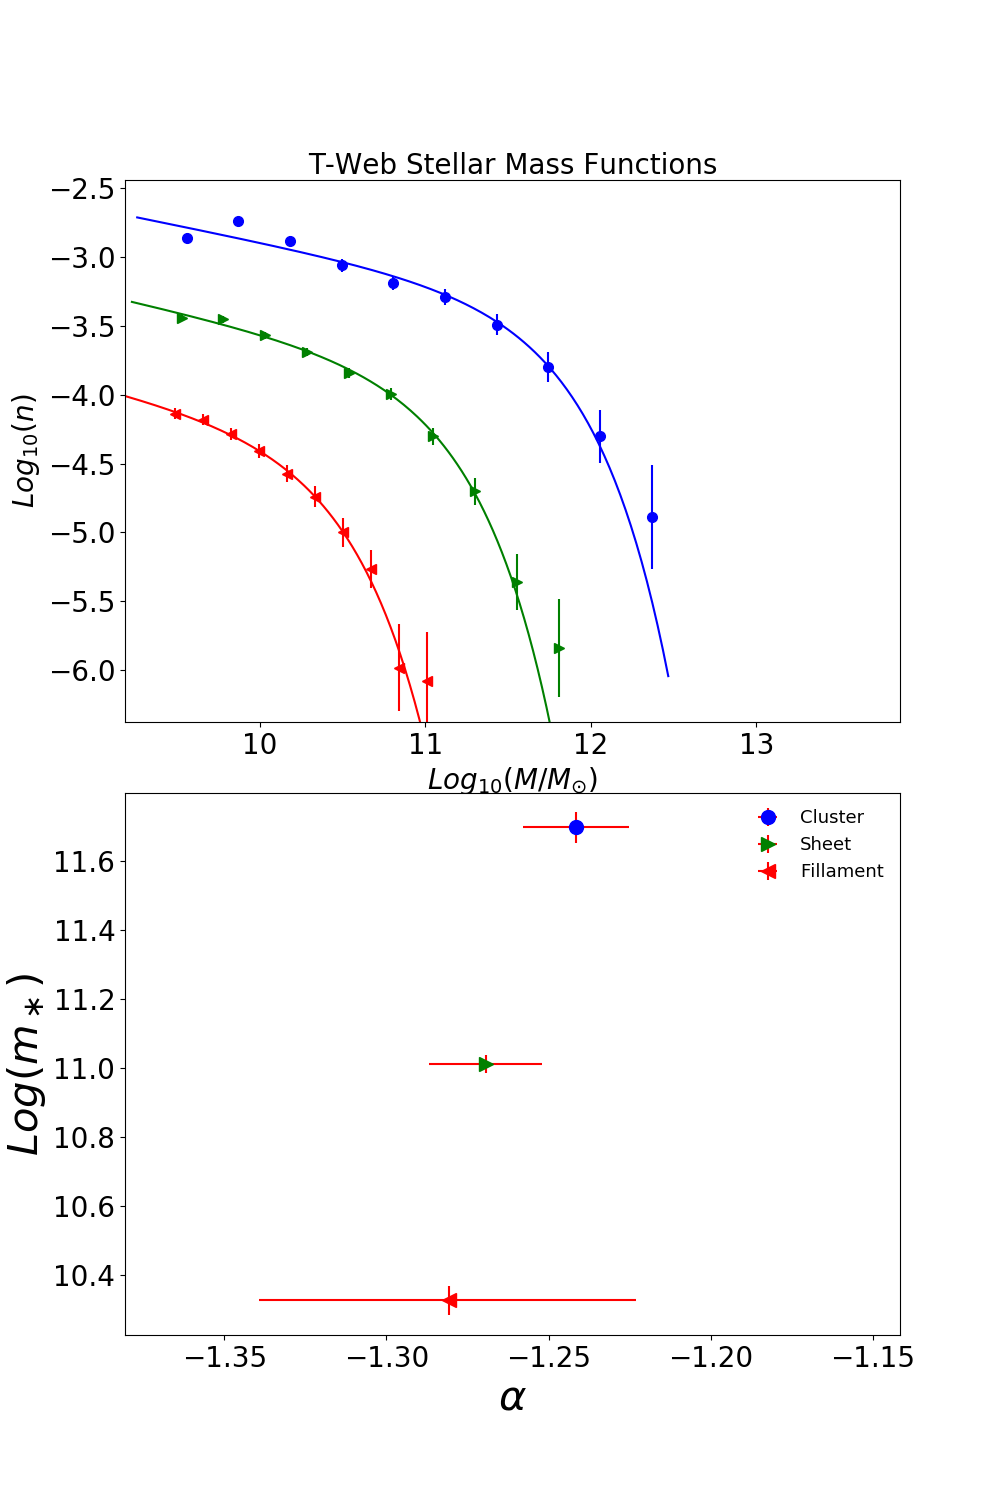 T-Web Stellar Mass Functions
−2.5
−3.0
−3.5
−4.0
−4.5
−5.0
−5.5
−6.0
Log₁₀(n)
10 11 12 13
Log₁₀(M/M⊙)
Cluster
Sheet
Fillament
11.6
11.4
11.2
11.0
10.8
10.6
10.4
Log(m∗)
−1.35 −1.30 −1.25 −1.20 −1.15
α